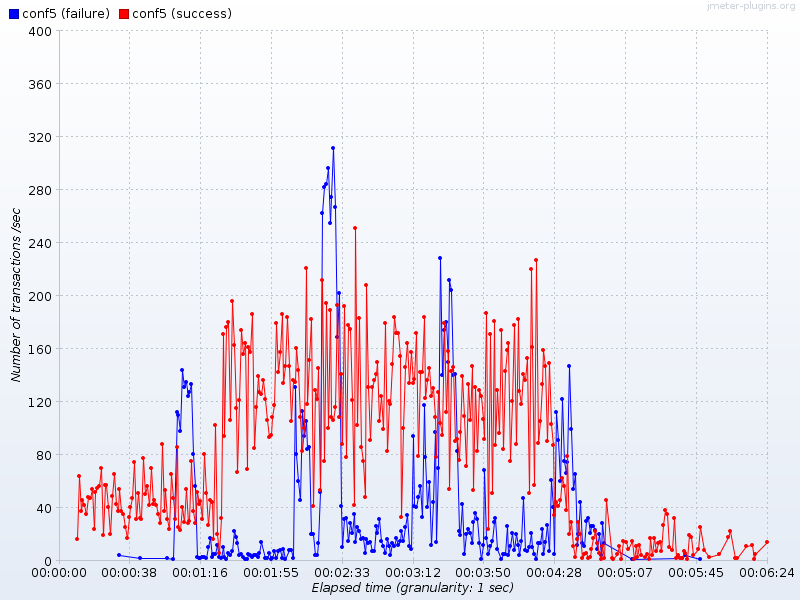 jmeter-plugins.org
conf5 (failure) conf5 (success)
400
360
320
280
240
200
160
120
80
40
0
Number of transactions /sec
00:00:00 00:00:38 00:01:16 00:01:55 00:02:33 00:03:12 00:03:50 00:04:28 00:05:07 00:05:45 00:06:24
Elapsed time (granularity: 1 sec)